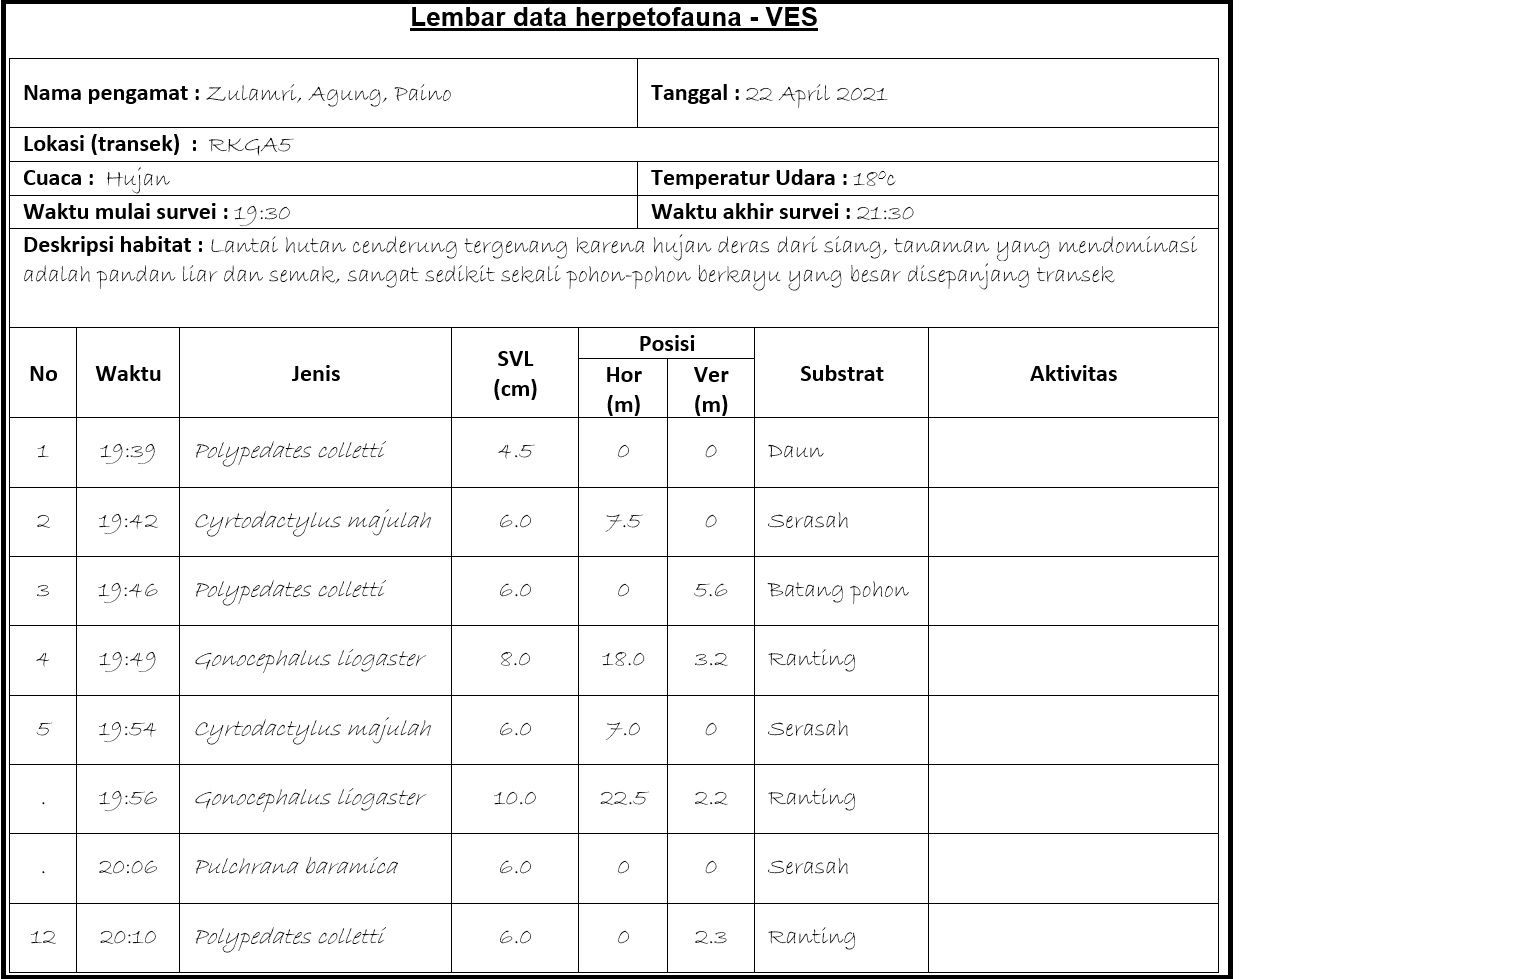 Lembar data herpetofauna - VES
Nama pengamat : Zulamri, Agung, Paino
Tanggal : 22 April 2021
Lokasi (transek) : RKGA5
Cuaca : Hujan
Temperatur Udara : 18°c
Waktu mulai survei : 19:30
Waktu akhir survei : 21:30
Deskripsi habitat : Lantai hutan cenderung tergenang karena hujan deras dari siang, tanaman yang mendominasi
adalah pandan liar dan semak, sangat sedikit sekali pohon-pohon berkayu yang besar disepanjang transek
No Waktu Jenis SVL (cm) Posisi Hor (m) Ver (m) Substrat Aktivitas
1 19:39 Polypedates colletti 4.5 0 0 Daun
2 19:42 Cyrtodactylus majulah 6.0 7.5 0 Serasah
3 19:46 Polypedates colletti 6.0 0 5.6 Batang pohon
4 19:49 Gonocephalus liogaster 8.0 18.0 3.2 Ranting
5 19:54 Cyrtodactylus majulah 6.0 7.0 0 Serasah
. 19:56 Gonocephalus liogaster 10.0 22.5 2.2 Ranting
. 20:06 Pulchrana baramica 6.0 0 0 Serasah
12 20:10 Polypedates colletti 6.0 0 2.3 Ranting